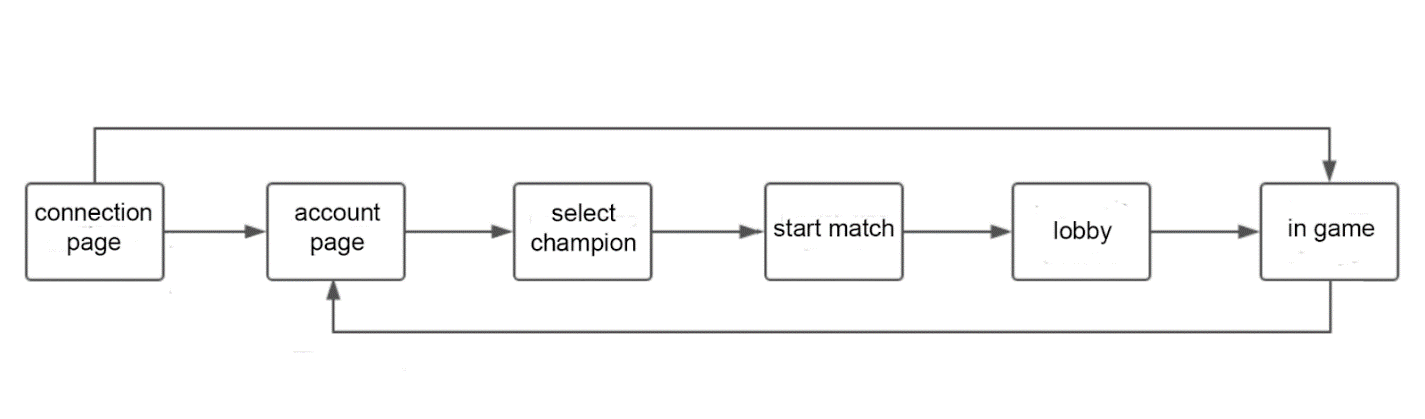 connection
page
account
page
select
champion
start match
lobby
in game